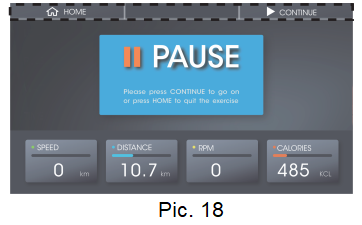 HOME CONTINUE
PAUSE
Please press CONTINUE to go on
or press HOME to quit the exercise
SPEED DISTANCE RPM CALORIES
0 km 10.7 km 0 485 KCL
Pic. 18